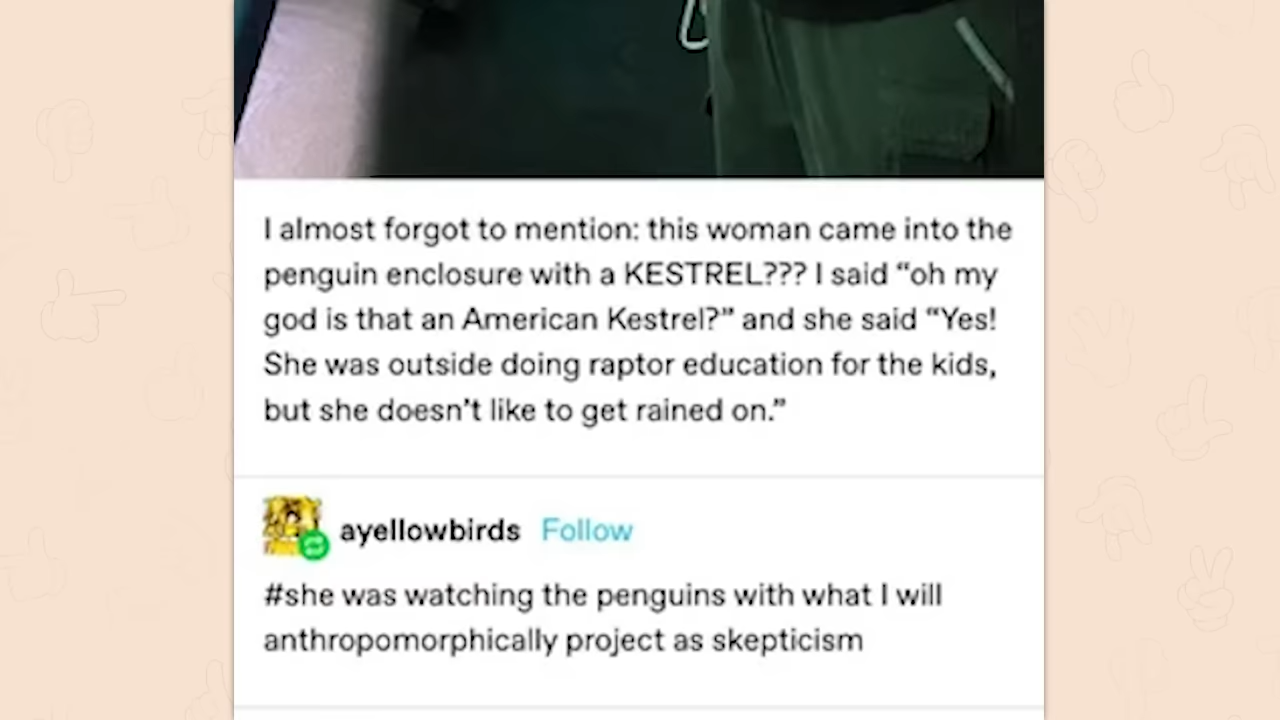 I almost forgot to mention: this woman came into the
penguin enclosure with a KESTREL??? I said “oh my
god is that an American Kestrel?” and she said “Yes!
She was outside doing raptor education for the kids,
but she doesn’t like to get rained on.”
ayellowbirds Follow
#she was watching the penguins with what I will
anthropomorphically project as skepticism